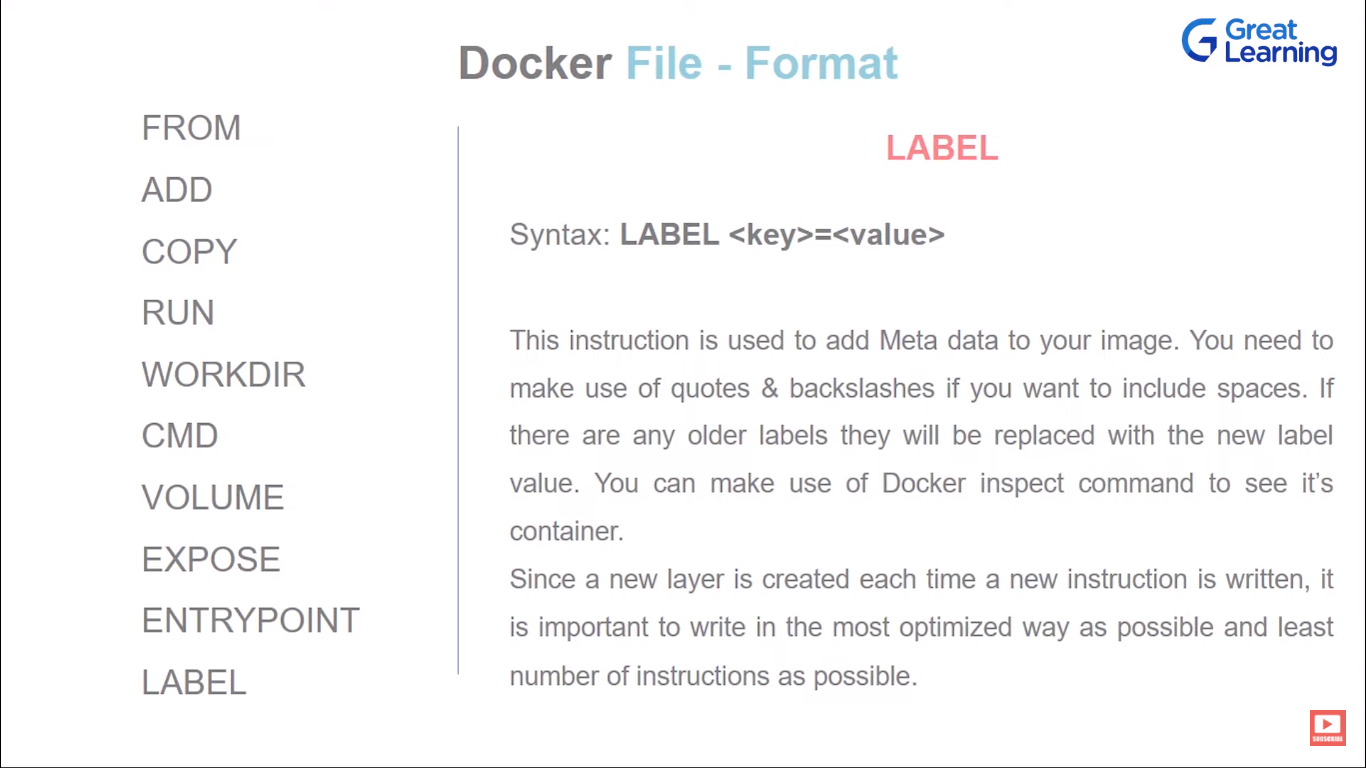 Great
Learning
Docker File - Format
FROM
ADD
COPY
RUN
WORKDIR
CMD
VOLUME
EXPOSE
ENTRYPOINT
LABEL
LABEL
Syntax: LABEL <key>=<value>
This instruction is used to add Meta data to your image. You need to
make use of quotes & backslashes if you want to include spaces. If
there are any older labels they will be replaced with the new label
value. You can make use of Docker inspect command to see it’s
container.
Since a new layer is created each time a new instruction is written, it
is important to write in the most optimized way as possible and least
number of instructions as possible.
SUBSCRIBE